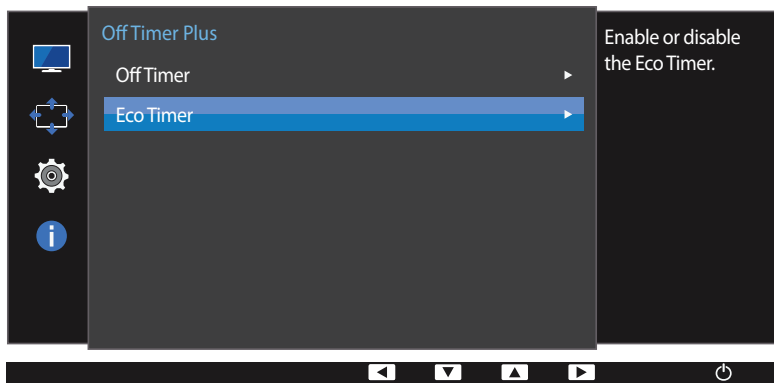 Off Timer Plus
Off Timer
Eco Timer
Enable or disable
the Eco Timer.